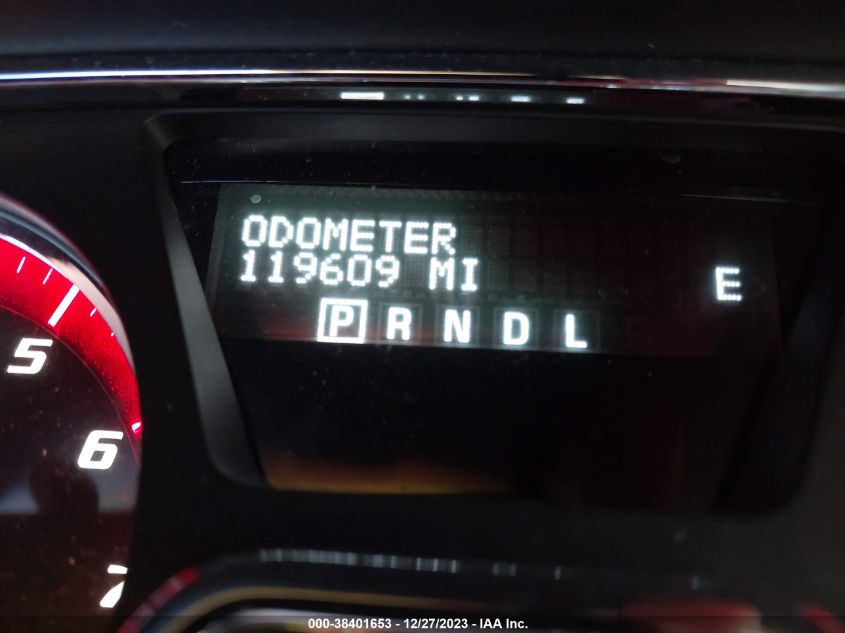 ODOMETER
119609 MI
E
P R N D L
5
6
7
000-38401653 - 12/27/2023 - IAA Inc.